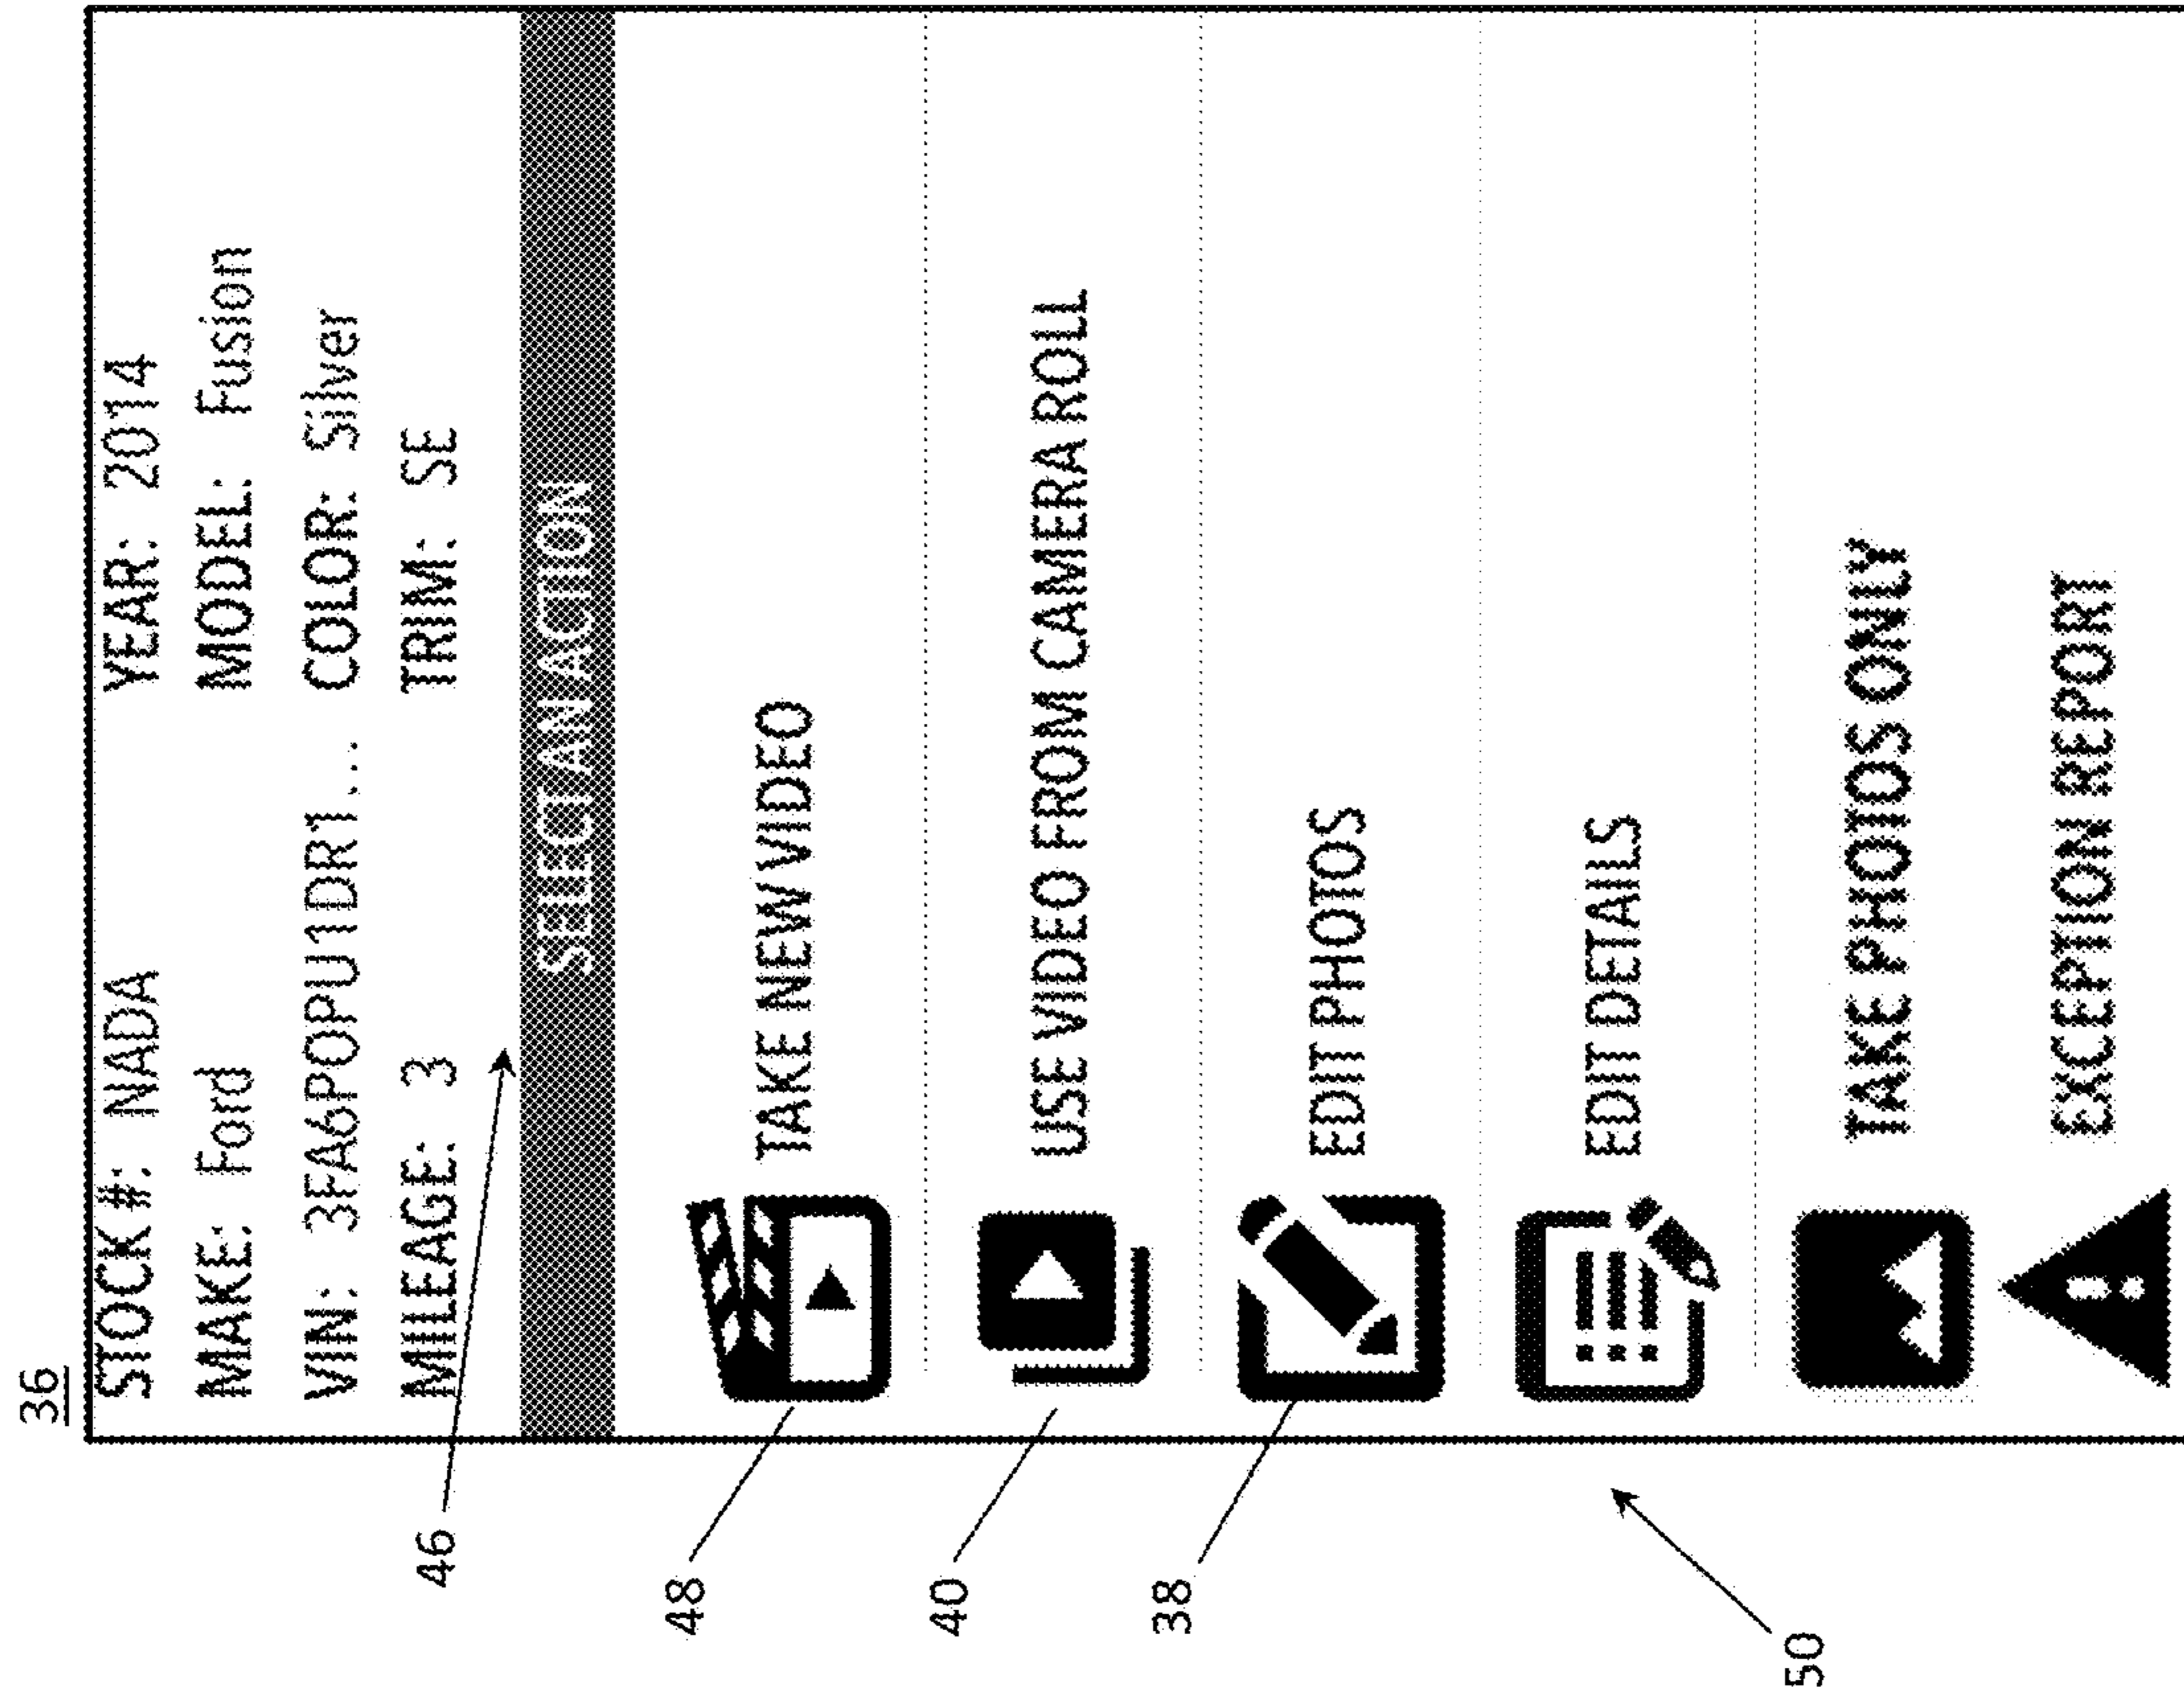 36
STOCK #: NADA YEAR: 2014
MAKE: Ford MODEL: Fusion
VIN: 3FA6POPU1DR1... COLOR: Silver
MILEAGE: 3 TRIM: SE
46
SELECT AN ACTION
48 TAKE NEW VIDEO
40 USE VIDEO FROM CAMERA ROLL
38 EDIT PHOTOS
EDIT DETAILS
50
TAKE PHOTOS ONLY
EXCEPTION REPORT